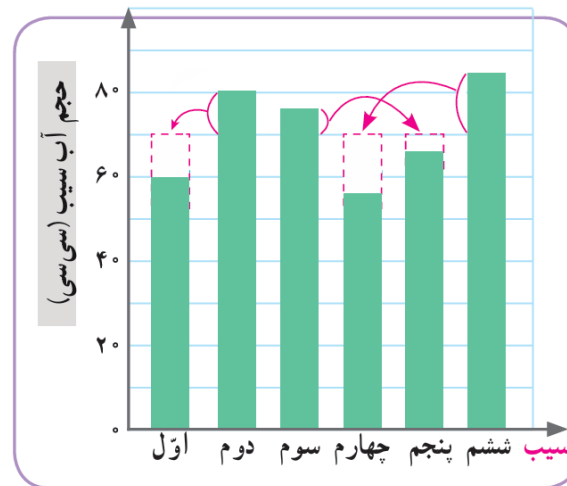 حجم آب سیب (سی‌سی)
۸۰
۶۰
۴۰
۲۰
۰
اوّل دوم سوم چهارم پنجم ششم سیب